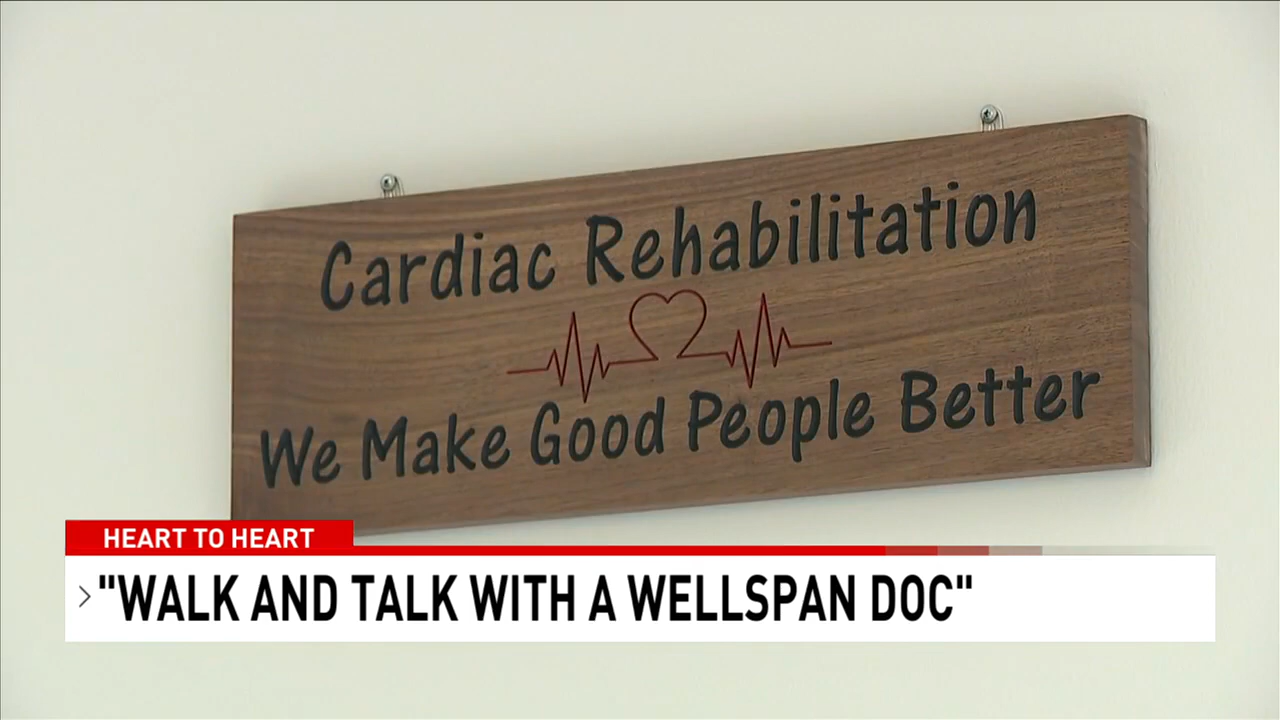 Cardiac Rehabilitation
We Make Good People Better
HEART TO HEART
"WALK AND TALK WITH A WELLSPAN DOC"